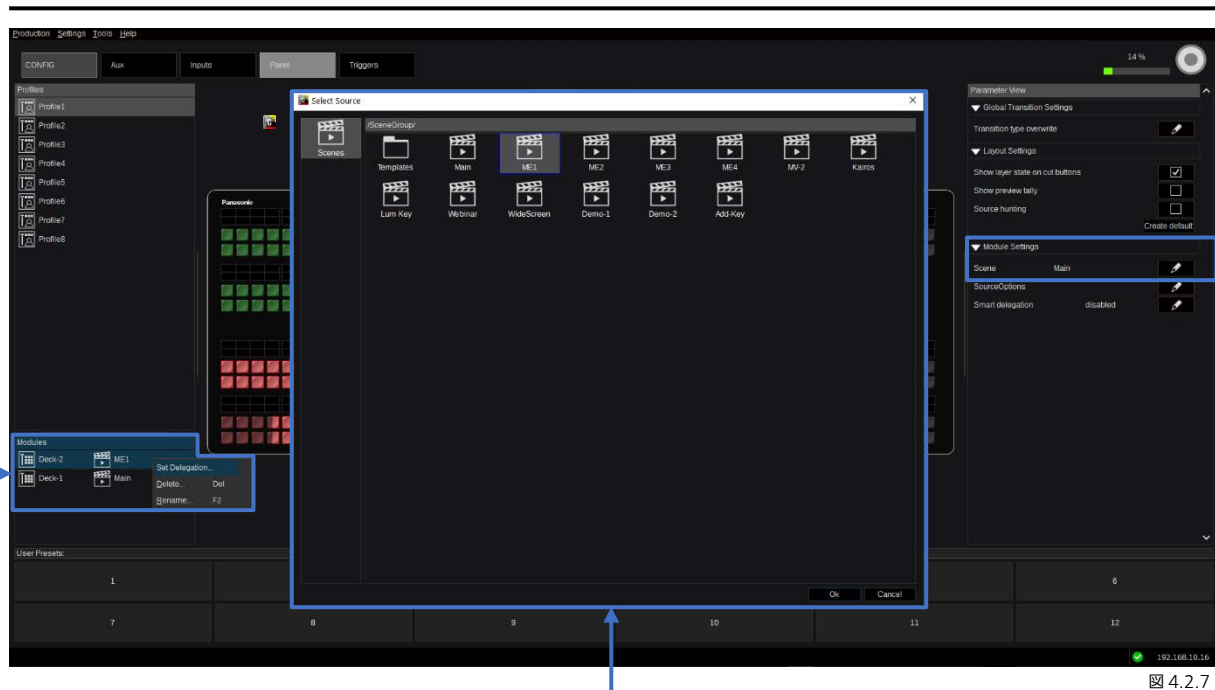 Production Settings Tools Help
CONFIG Aux Inputs Panel Triggers
14 %
Profiles
Profile1
Profile2
Profile3
Profile4
Profile5
Profile6
Profile7
Profile8
Panasonic
Select Source
Scenes
/SceneGroup/
Templates Main ME1 ME2 ME3 ME4 MV-2 Kairos
Lum Key Webinar WideScreen Demo-1 Demo-2 Add-Key
Ok Cancel
Parameter View
Global Transition Settings
Transition type overwrite
Layout Settings
Show layer state on cut buttons
Show preview tally
Source hunting
Create default
Module Settings
Scene Main
SourceOptions
Smart delegation disabled
Modules
Deck-2 ME1
Deck-1 Main
Set Delegation...
Delete... Del
Rename... F2
User Presets:
1 6
7 8 9 10 11 12
192.168.10.16
図 4.2.7